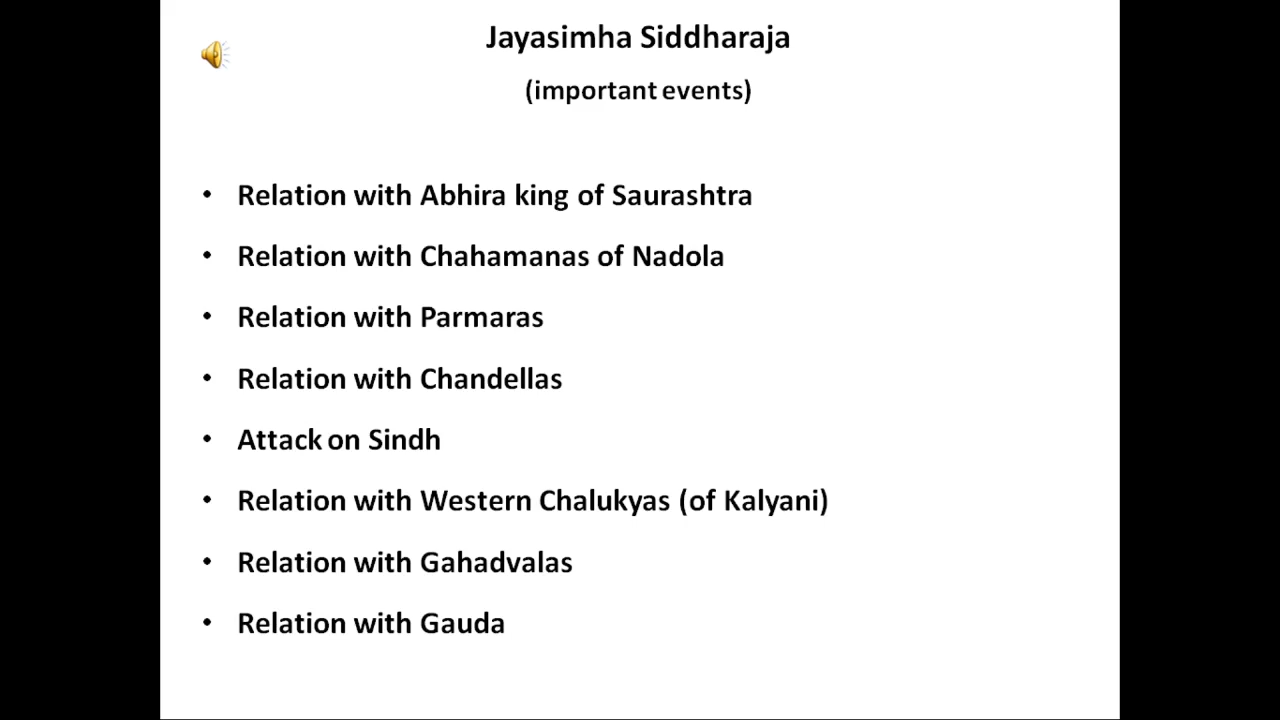 Jayasimha Siddharaja
(important events)
• Relation with Abhira king of Saurashtra
• Relation with Chahamanas of Nadola
• Relation with Parmaras
• Relation with Chandellas
• Attack on Sindh
• Relation with Western Chalukyas (of Kalyani)
• Relation with Gahadvalas
• Relation with Gauda